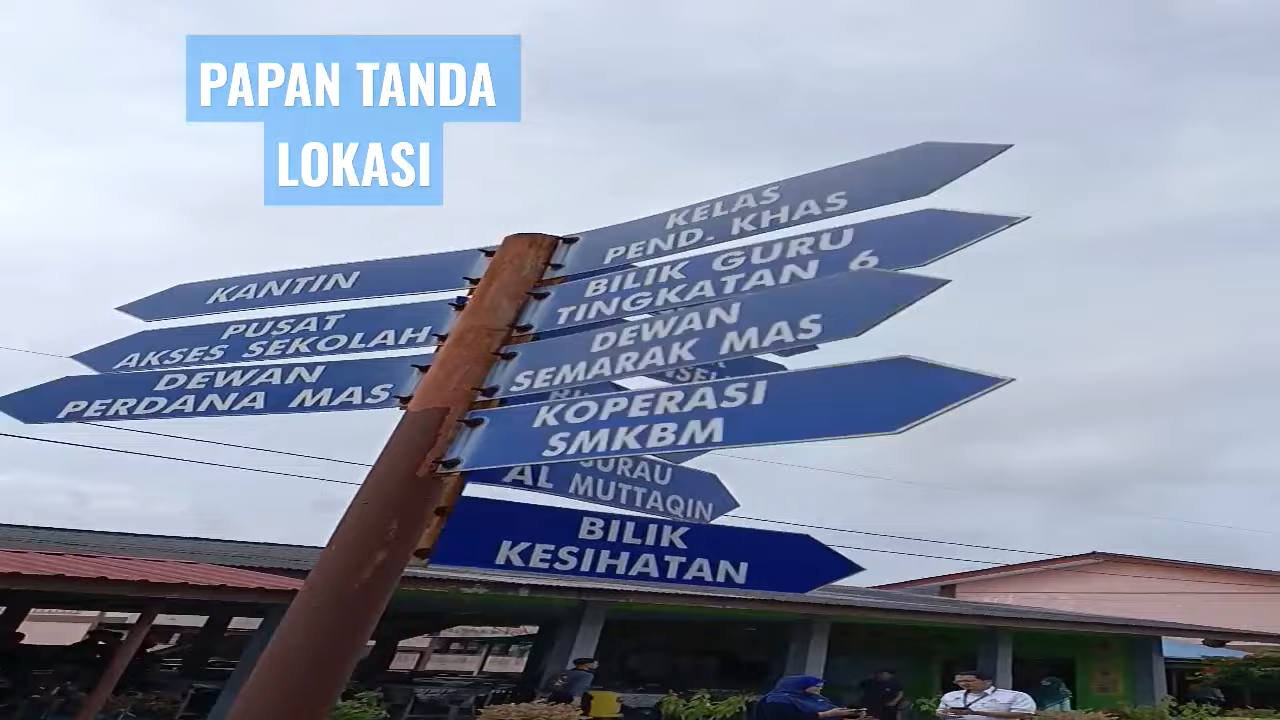 PAPAN TANDA
LOKASI
KELAS
PEND. KHAS
KANTIN
BILIK GURU
TINGKATAN 6
PUSAT
AKSES SEKOLAH
DEWAN
SEMARAK MAS
DEWAN
PERDANA MAS
KOPERASI
SMKBM
SURAU
AL MUTTAQIN
BILIK
KESIHATAN